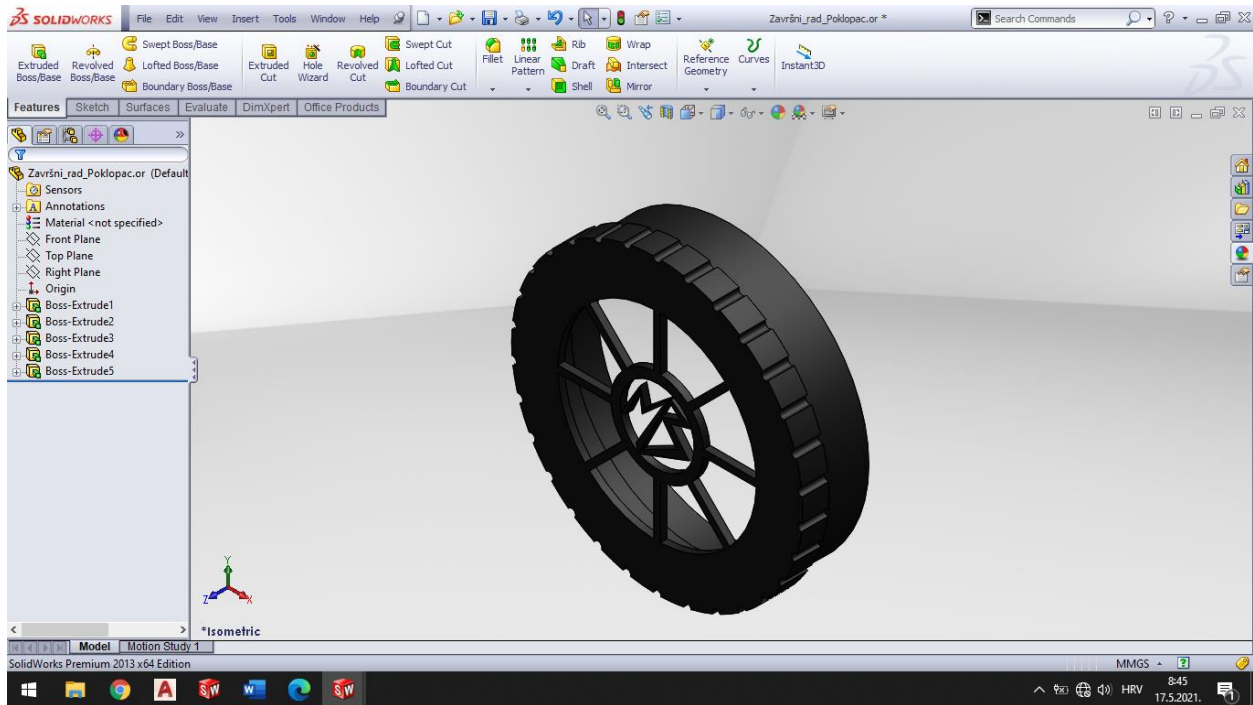 SOLIDWORKS File Edit View Insert Tools Window Help Završni_rad_Poklopac.or * Search Commands
Extruded Boss/Base Revolved Boss/Base Swept Boss/Base Lofted Boss/Base Boundary Boss/Base Extruded Cut Hole Wizard Revolved Cut Swept Cut Lofted Cut Boundary Cut Fillet Linear Pattern Rib Draft Shell Wrap Intersect Mirror Reference Geometry Curves Instant3D
Features Sketch Surfaces Evaluate DimXpert Office Products
Završni_rad_Poklopac.or (Default
Sensors
Annotations
Material <not specified>
Front Plane
Top Plane
Right Plane
Origin
Boss-Extrude1
Boss-Extrude2
Boss-Extrude3
Boss-Extrude4
Boss-Extrude5
Y
Z X
*Isometric
Model Motion Study 1
SolidWorks Premium 2013 x64 Edition MMGS
HRV 8:45
17.5.2021.